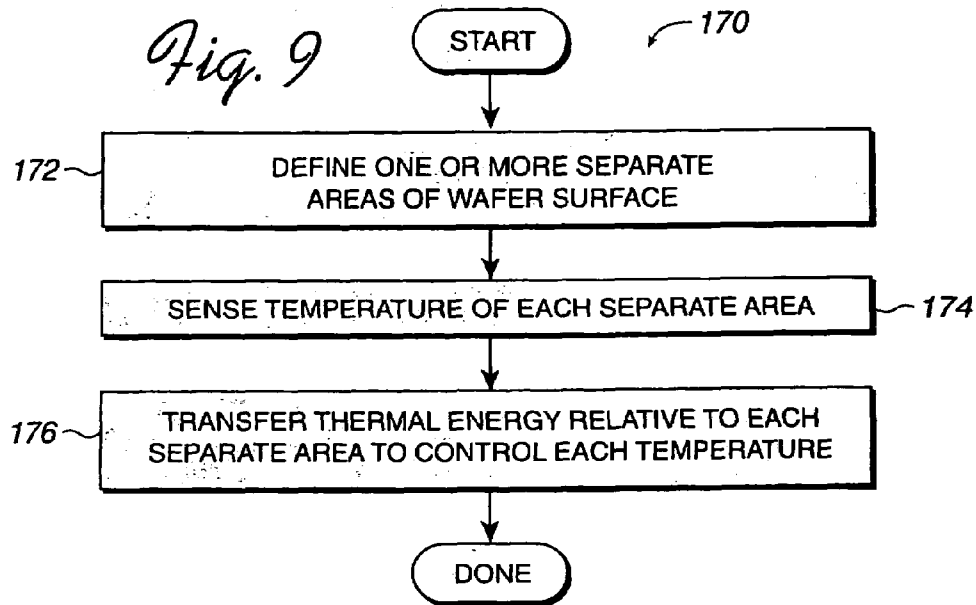 Fig. 9
START
170
172
DEFINE ONE OR MORE SEPARATE
AREAS OF WAFER SURFACE
SENSE TEMPERATURE OF EACH SEPARATE AREA
174
176
TRANSFER THERMAL ENERGY RELATIVE TO EACH
SEPARATE AREA TO CONTROL EACH TEMPERATURE
DONE